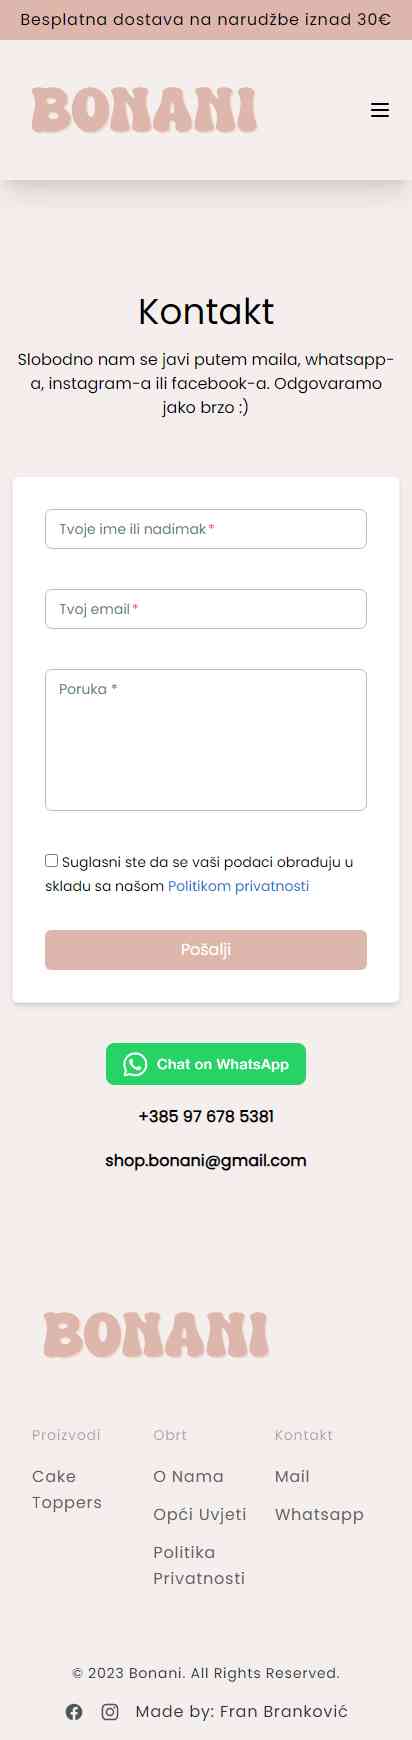 Besplatna dostava na narudžbe iznad 30€
BONANI
Kontakt
Slobodno nam se javi putem maila, whatsapp-
a, instagram-a ili facebook-a. Odgovaramo
jako brzo :)
Tvoje ime ili nadimak*
Tvoj email*
Poruka *
Suglasni ste da se vaši podaci obrađuju u
skladu sa našom Politikom privatnosti
Pošalji
Chat on WhatsApp
+385 97 678 5381
shop.bonani@gmail.com
BONANI
Proizvodi
Cake
Toppers
Obrt
O Nama
Opći Uvjeti
Politika
Privatnosti
Kontakt
Mail
Whatsapp
© 2023 Bonani. All Rights Reserved.
Made by: Fran Branković